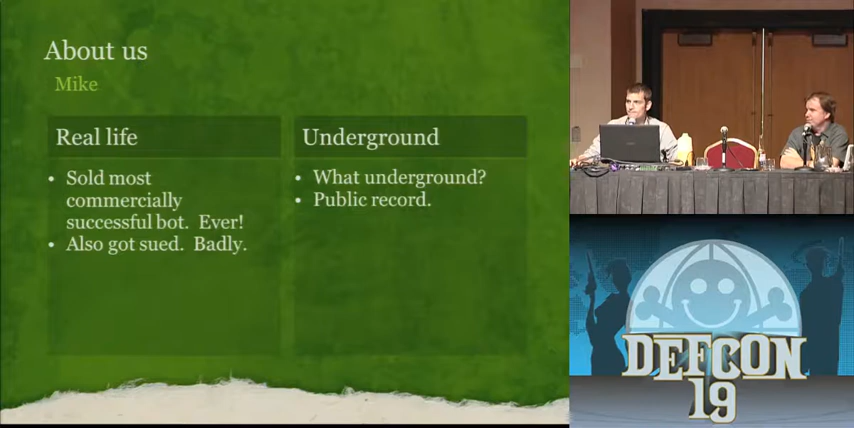 About us
Mike
Real life
• Sold most
commercially
successful bot. Ever!
• Also got sued. Badly.
Underground
• What underground?
• Public record.
DEFCON
19